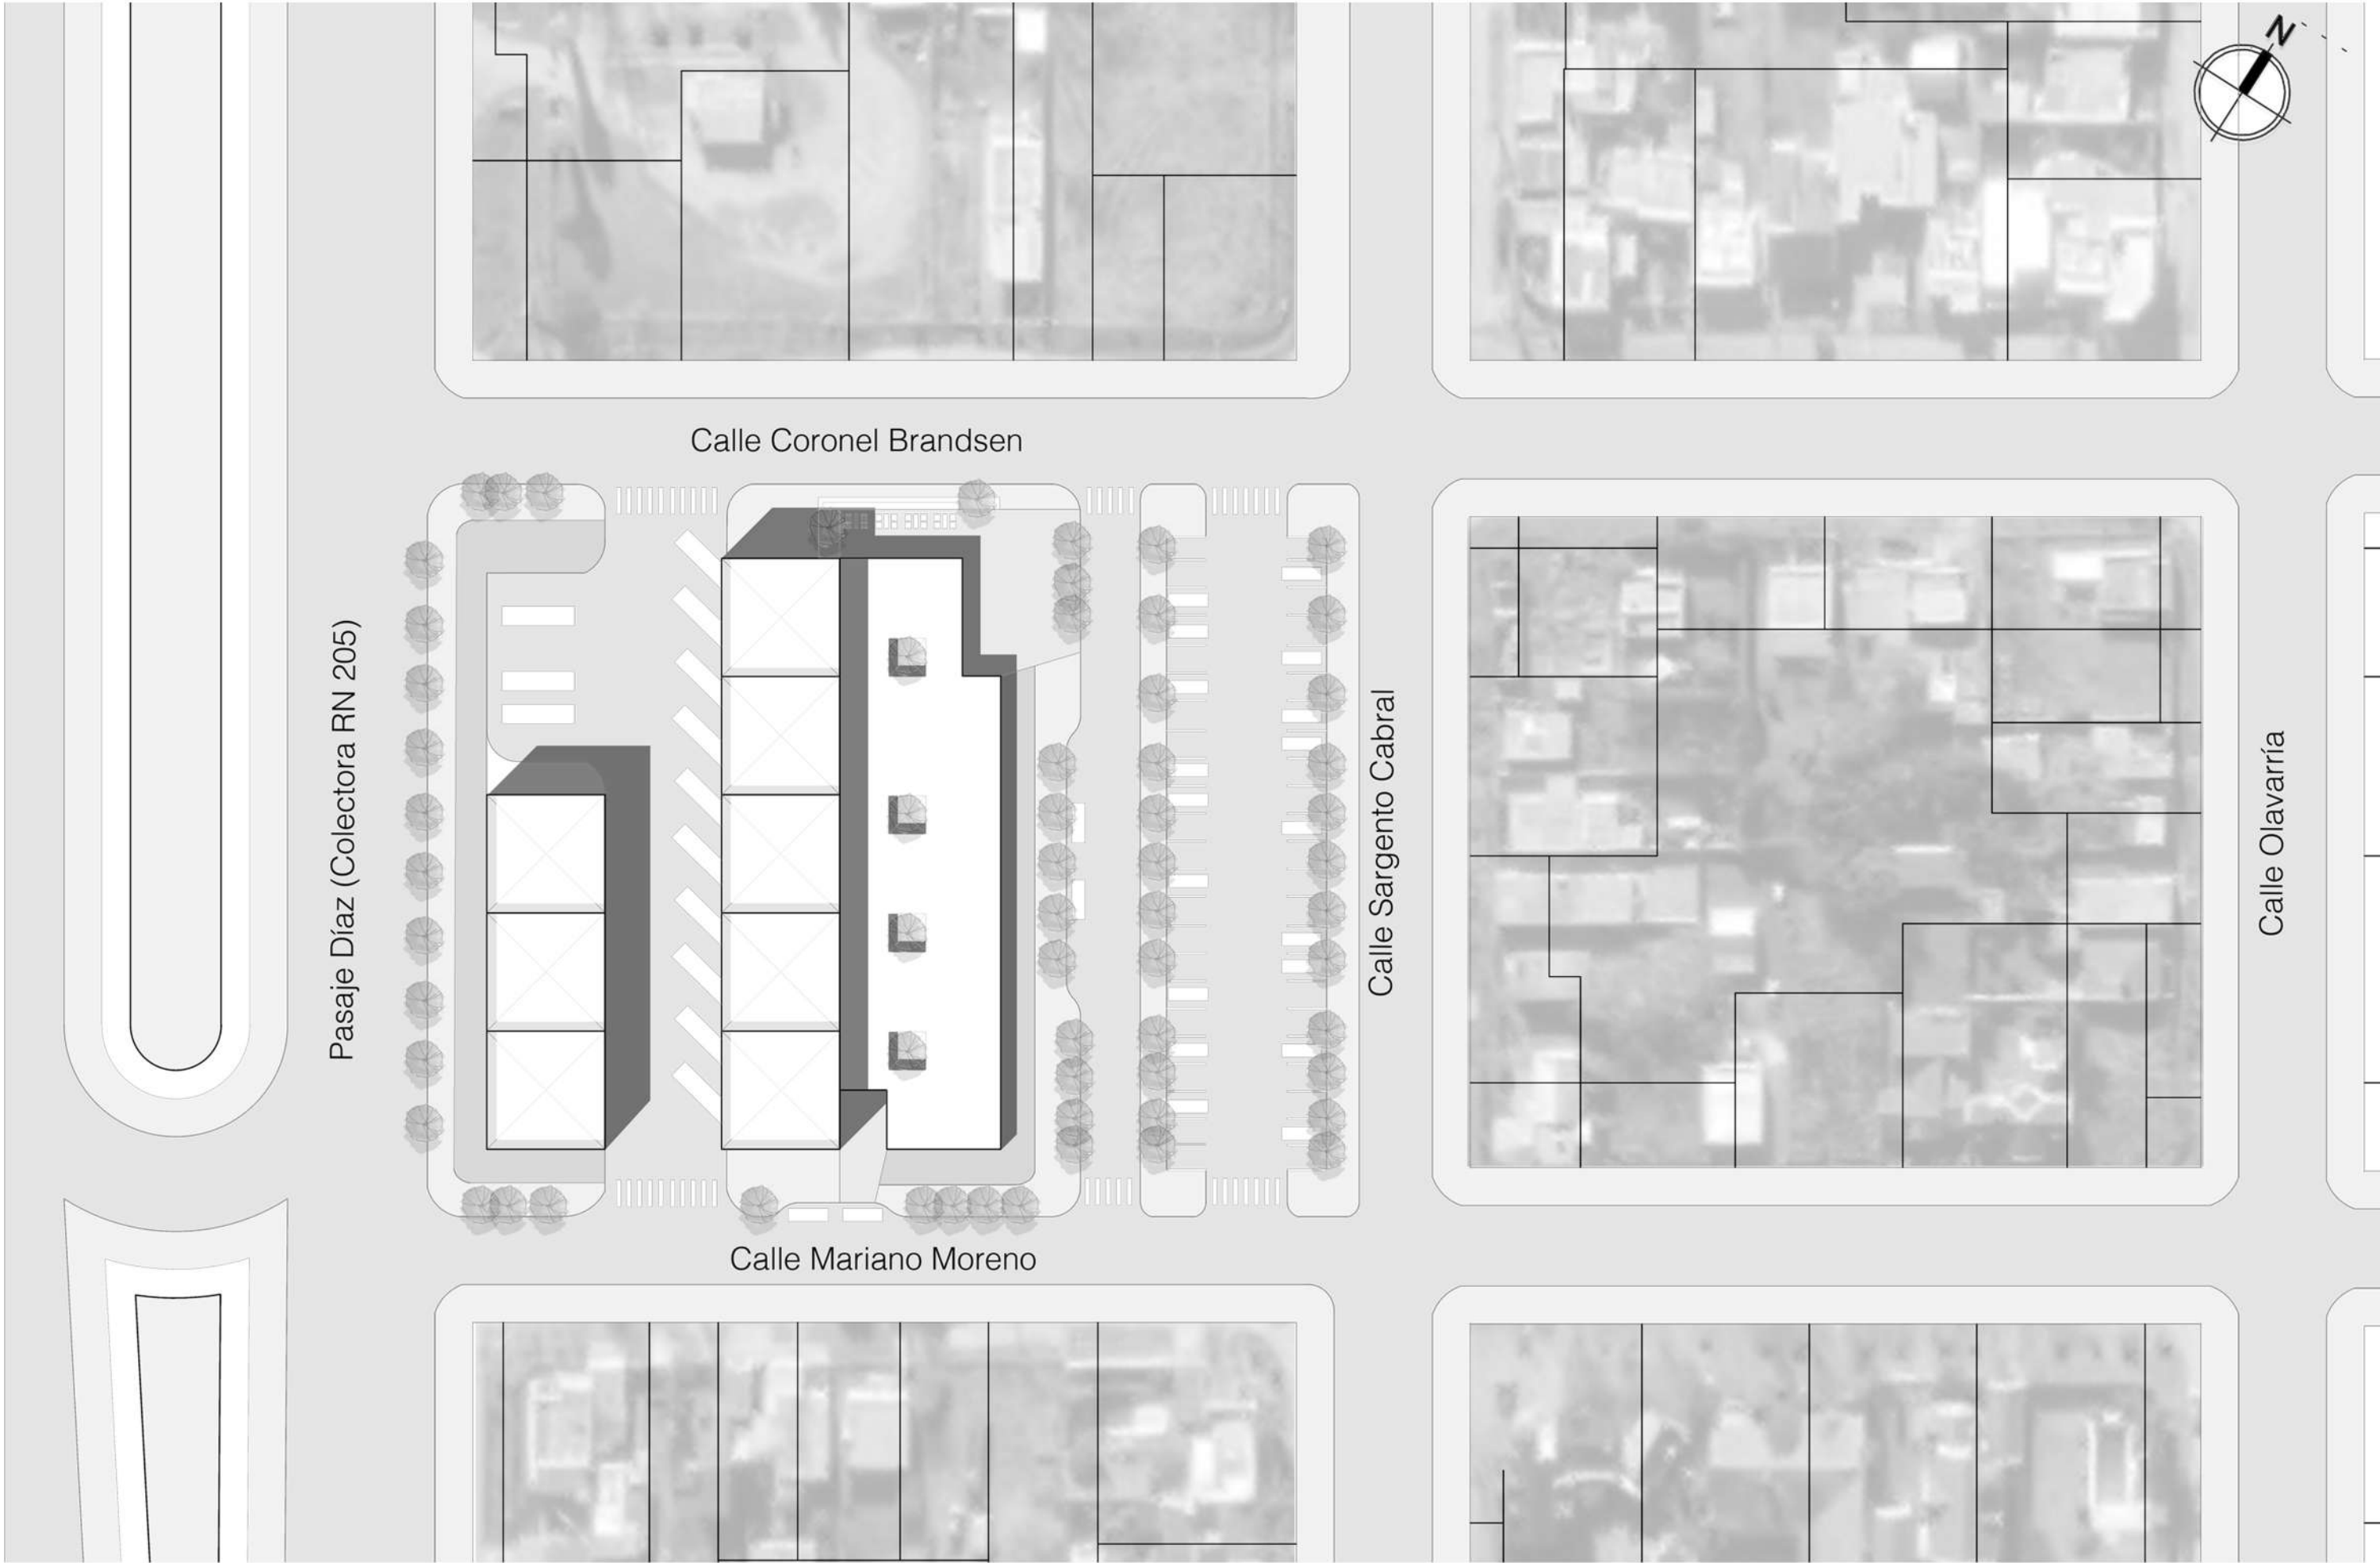 N
Calle Coronel Brandsen
Pasaje Díaz (Colectora RN 205)
Calle Sargento Cabral
Calle Olavarría
Calle Mariano Moreno